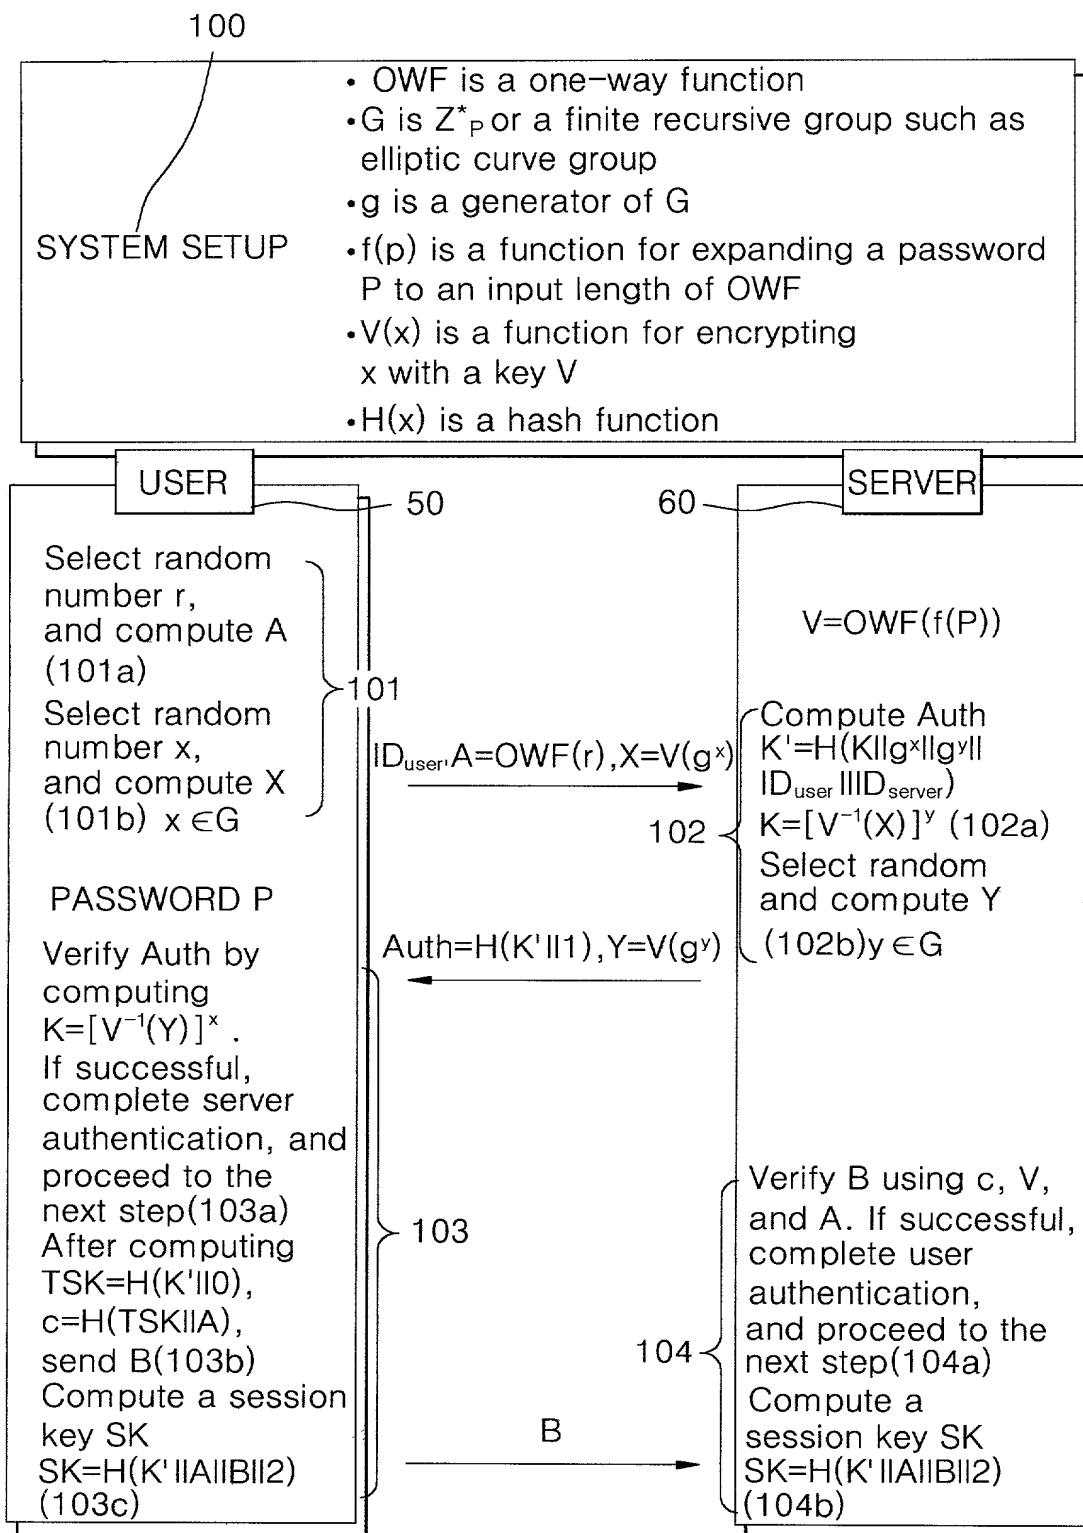 100
SYSTEM SETUP
• OWF is a one-way function
•G is Z*P or a finite recursive group such as
elliptic curve group
•g is a generator of G
•f(p) is a function for expanding a password
P to an input length of OWF
•V(x) is a function for encrypting
x with a key V
•H(x) is a hash function
USER
50
Select random
number r,
and compute A
(101a)
Select random
number x,
and compute X
(101b) x∈G
101
PASSWORD P
Verify Auth by
computing
K=[V⁻¹(Y)]ˣ .
If successful,
complete server
authentication, and
proceed to the
next step(103a)
After computing
TSK=H(K'||0),
c=H(TSK||A),
send B(103b)
Compute a session
key SK
SK=H(K'||A||B||2)
(103c)
103
IDuser, A=OWF(r),X=V(gˣ)
Auth=H(K'||1),Y=V(gʸ)
B
SERVER
60
V=OWF(f(P))
Compute Auth
K'=H(K||gˣ||gʸ||
IDuser||IDserver)
K=[V⁻¹(X)]ʸ (102a)
Select random
and compute Y
(102b)y∈G
102
Verify B using c, V,
and A. If successful,
complete user
authentication,
and proceed to the
next step(104a)
Compute a
session key SK
SK=H(K'||A||B||2)
(104b)
104